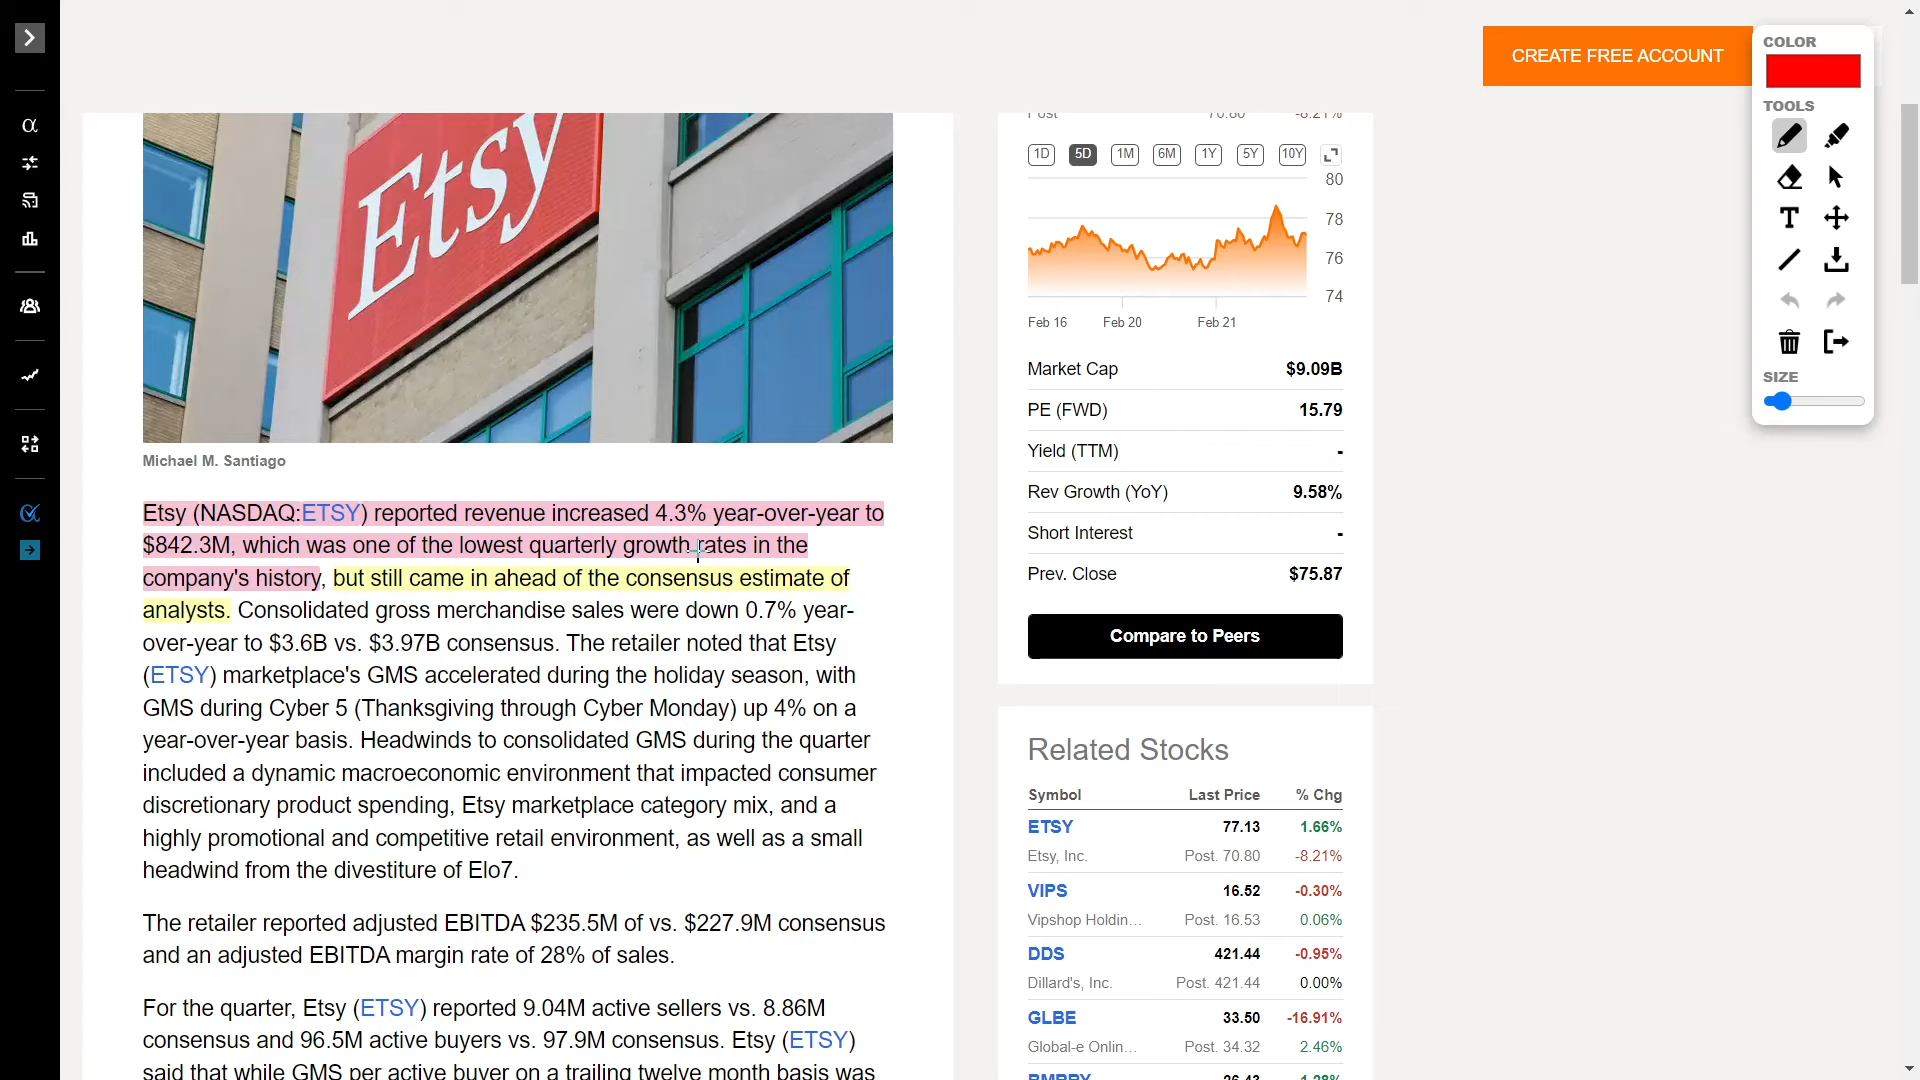 CREATE FREE ACCOUNT
COLOR
TOOLS
SIZE
α
Etsy
Michael M. Santiago
Etsy (NASDAQ:ETSY) reported revenue increased 4.3% year-over-year to
$842.3M, which was one of the lowest quarterly growth rates in the
company's history, but still came in ahead of the consensus estimate of
analysts. Consolidated gross merchandise sales were down 0.7% year-
over-year to $3.6B vs. $3.97B consensus. The retailer noted that Etsy
(ETSY) marketplace's GMS accelerated during the holiday season, with
GMS during Cyber 5 (Thanksgiving through Cyber Monday) up 4% on a
year-over-year basis. Headwinds to consolidated GMS during the quarter
included a dynamic macroeconomic environment that impacted consumer
discretionary product spending, Etsy marketplace category mix, and a
highly promotional and competitive retail environment, as well as a small
headwind from the divestiture of Elo7.
The retailer reported adjusted EBITDA $235.5M of vs. $227.9M consensus
and an adjusted EBITDA margin rate of 28% of sales.
For the quarter, Etsy (ETSY) reported 9.04M active sellers vs. 8.86M
consensus and 96.5M active buyers vs. 97.9M consensus. Etsy (ETSY)
said that while GMS per active buyer on a trailing twelve month basis was
Post 70.80 -8.21%
1D 5D 1M 6M 1Y 5Y 10Y
80
78
76
74
Feb 16 Feb 20 Feb 21
Market Cap $9.09B
PE (FWD) 15.79
Yield (TTM) -
Rev Growth (YoY) 9.58%
Short Interest -
Prev. Close $75.87
Compare to Peers
Related Stocks
Symbol Last Price % Chg
ETSY 77.13 1.66%
Etsy, Inc. Post. 70.80 -8.21%
VIPS 16.52 -0.30%
Vipshop Holdin... Post. 16.53 0.06%
DDS 421.44 -0.95%
Dillard's, Inc. Post. 421.44 0.00%
GLBE 33.50 -16.91%
Global-e Onlin... Post. 34.32 2.46%